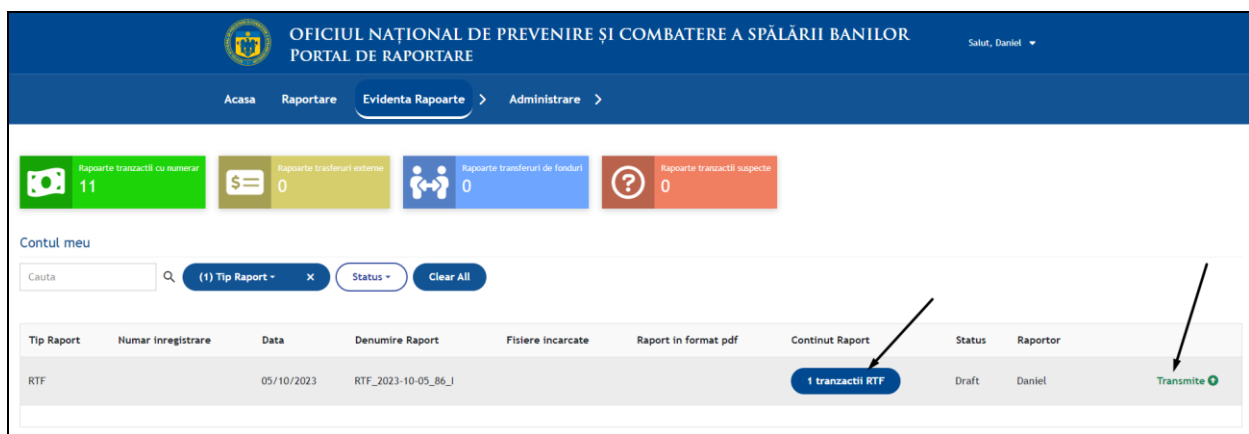 OFICIUL NAȚIONAL DE PREVENIRE ȘI COMBATERE A SPĂLĂRII BANILOR
PORTAL DE RAPORTARE
Salut, Daniel
Acasa Raportare Evidenta Rapoarte Administrare
Rapoarte tranzactii cu numerar
11
Rapoarte trasferuri externe
0
Rapoarte transferuri de fonduri
0
Rapoarte tranzactii suspecte
0
Contul meu
Cauta (1) Tip Raport x Status Clear All
Tip Raport Numar inregistrare Data Denumire Raport Fisiere incarcate Raport in format pdf Continut Raport Status Raportor
RTF 05/10/2023 RTF_2023-10-05_86_I 1 tranzactii RTF Draft Daniel Transmite